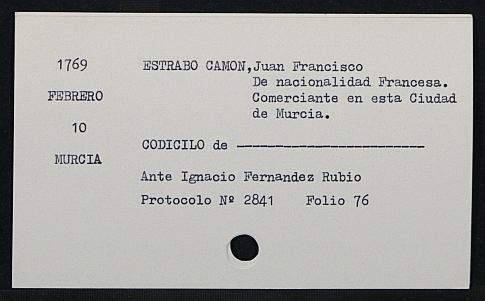 1769 ESTRABO CAMON,Juan Francisco
De nacionalidad Francesa.
FEBRERO Comerciante en esta Ciudad
de Murcia.
10
CODICILO de ------------------------
MURCIA
Ante Ignacio Fernandez Rubio
Protocolo Nº 2841 Folio 76